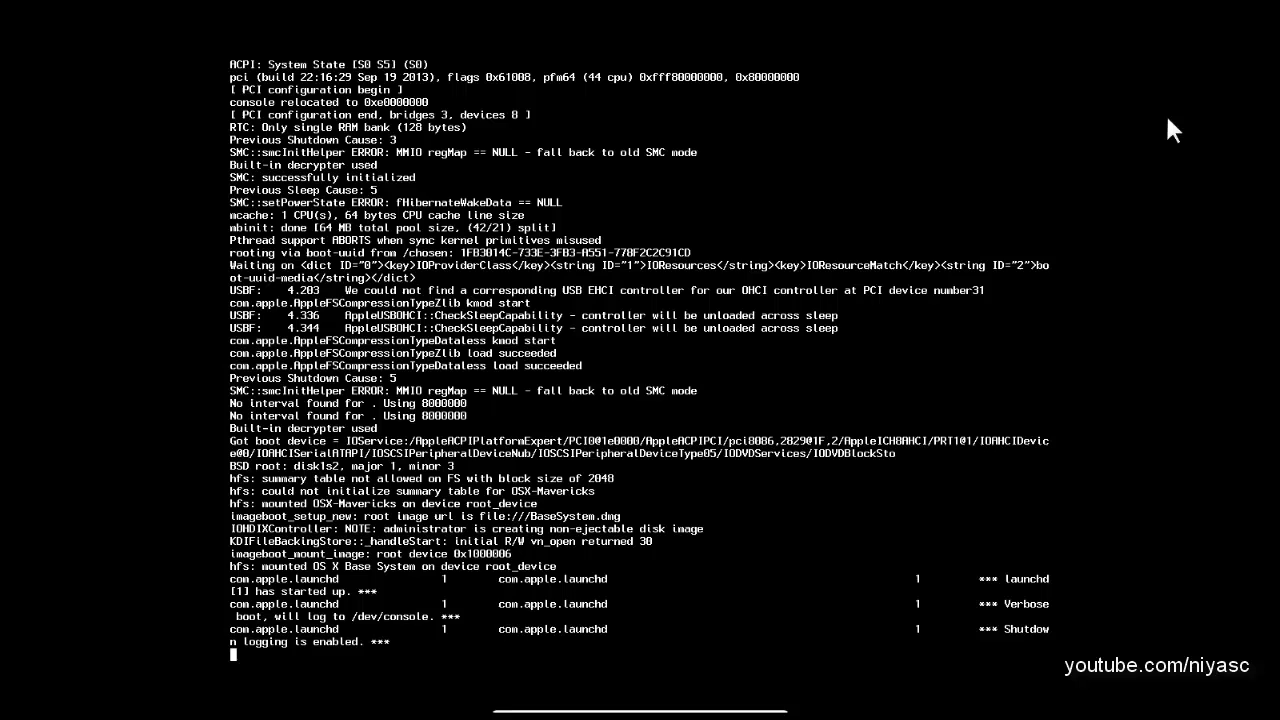 ACPI: System State [S0 S5] (S0)
pci (build 22:16:29 Sep 19 2013), flags 0x61008, pfm64 (44 cpu) 0xfff80000000, 0x80000000
[ PCI configuration begin ]
console relocated to 0xe0000000
[ PCI configuration end, bridges 3, devices 8 ]
RTC: Only single RAM bank (128 bytes)
Previous Shutdown Cause: 3
SMC::smcInitHelper ERROR: MMIO regMap == NULL - fall back to old SMC mode
Built-in decrypter used
SMC: successfully initialized
Previous Sleep Cause: 5
SMC::setPowerState ERROR: fHibernateWakeData == NULL
mcache: 1 CPU(s), 64 bytes CPU cache line size
mbinit: done [64 MB total pool size, (42/21) split]
Pthread support ABORTS when sync kernel primitives misused
rooting via boot-uuid from /chosen: 1FB3014C-733E-3FB3-A551-778F2C2C91CD
Waiting on <dict ID="0"><key>IOProviderClass</key><string ID="1">IOResources</string><key>IOResourceMatch</key><string ID="2">bo
ot-uuid-media</string></dict>
USBF:    4.203    We could not find a corresponding USB EHCI controller for our OHCI controller at PCI device number31
com.apple.AppleFSCompressionTypeZlib kmod start
USBF:    4.336    AppleUSBOHCI::CheckSleepCapability - controller will be unloaded across sleep
USBF:    4.344    AppleUSBOHCI::CheckSleepCapability - controller will be unloaded across sleep
com.apple.AppleFSCompressionTypeDataless kmod start
com.apple.AppleFSCompressionTypeZlib load succeeded
com.apple.AppleFSCompressionTypeDataless load succeeded
Previous Shutdown Cause: 5
SMC::smcInitHelper ERROR: MMIO regMap == NULL - fall back to old SMC mode
No interval found for . Using 8000000
No interval found for . Using 8000000
Built-in decrypter used
Got boot device = IOService:/AppleACPIPlatformExpert/PCI0@1e0000/AppleACPIPCI/pci8086,2829@1F,2/AppleICH8AHCI/PRT1@1/IOAHCIDevic
e@0/IOAHCISerialATAPI/IOSCSIPeripheralDeviceNub/IOSCSIPeripheralDeviceType05/IODVDServices/IODVDBlockSto
BSD root: disk1s2, major 1, minor 3
hfs: summary table not allowed on FS with block size of 2048
hfs: could not initialize summary table for OSX-Mavericks
hfs: mounted OSX-Mavericks on device root_device
imageboot_setup_new: root image url is file:///BaseSystem.dmg
IOHDIXController: NOTE: administrator is creating non-ejectable disk image
KDIFileBackingStore::_handleStart: initial R/W vn_open returned 30
imageboot_mount_image: root device 0x1000006
hfs: mounted OS X Base System on device root_device
com.apple.launchd    1    com.apple.launchd    1    *** launchd
[1] has started up. ***
com.apple.launchd    1    com.apple.launchd    1    *** Verbose
boot, will log to /dev/console. ***
com.apple.launchd    1    com.apple.launchd    1    *** Shutdow
n logging is enabled. ***
youtube.com/niyasc